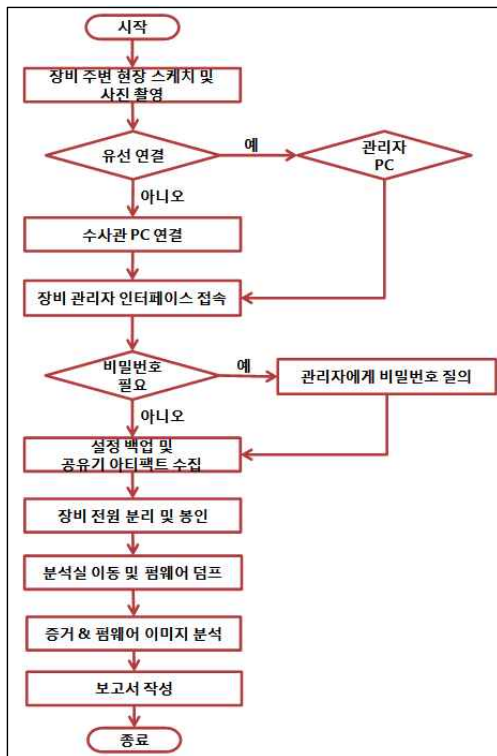 시작
장비 주변 현장 스케치 및
사진 촬영
유선 연결
예
관리자
PC
아니오
수사관 PC 연결
장비 관리자 인터페이스 접속
비밀번호
필요
예
관리자에게 비밀번호 질의
아니오
설정 백업 및
공유기 아티팩트 수집
장비 전원 분리 및 봉인
분석실 이동 및 펌웨어 덤프
증거 & 펌웨어 이미지 분석
보고서 작성
종료